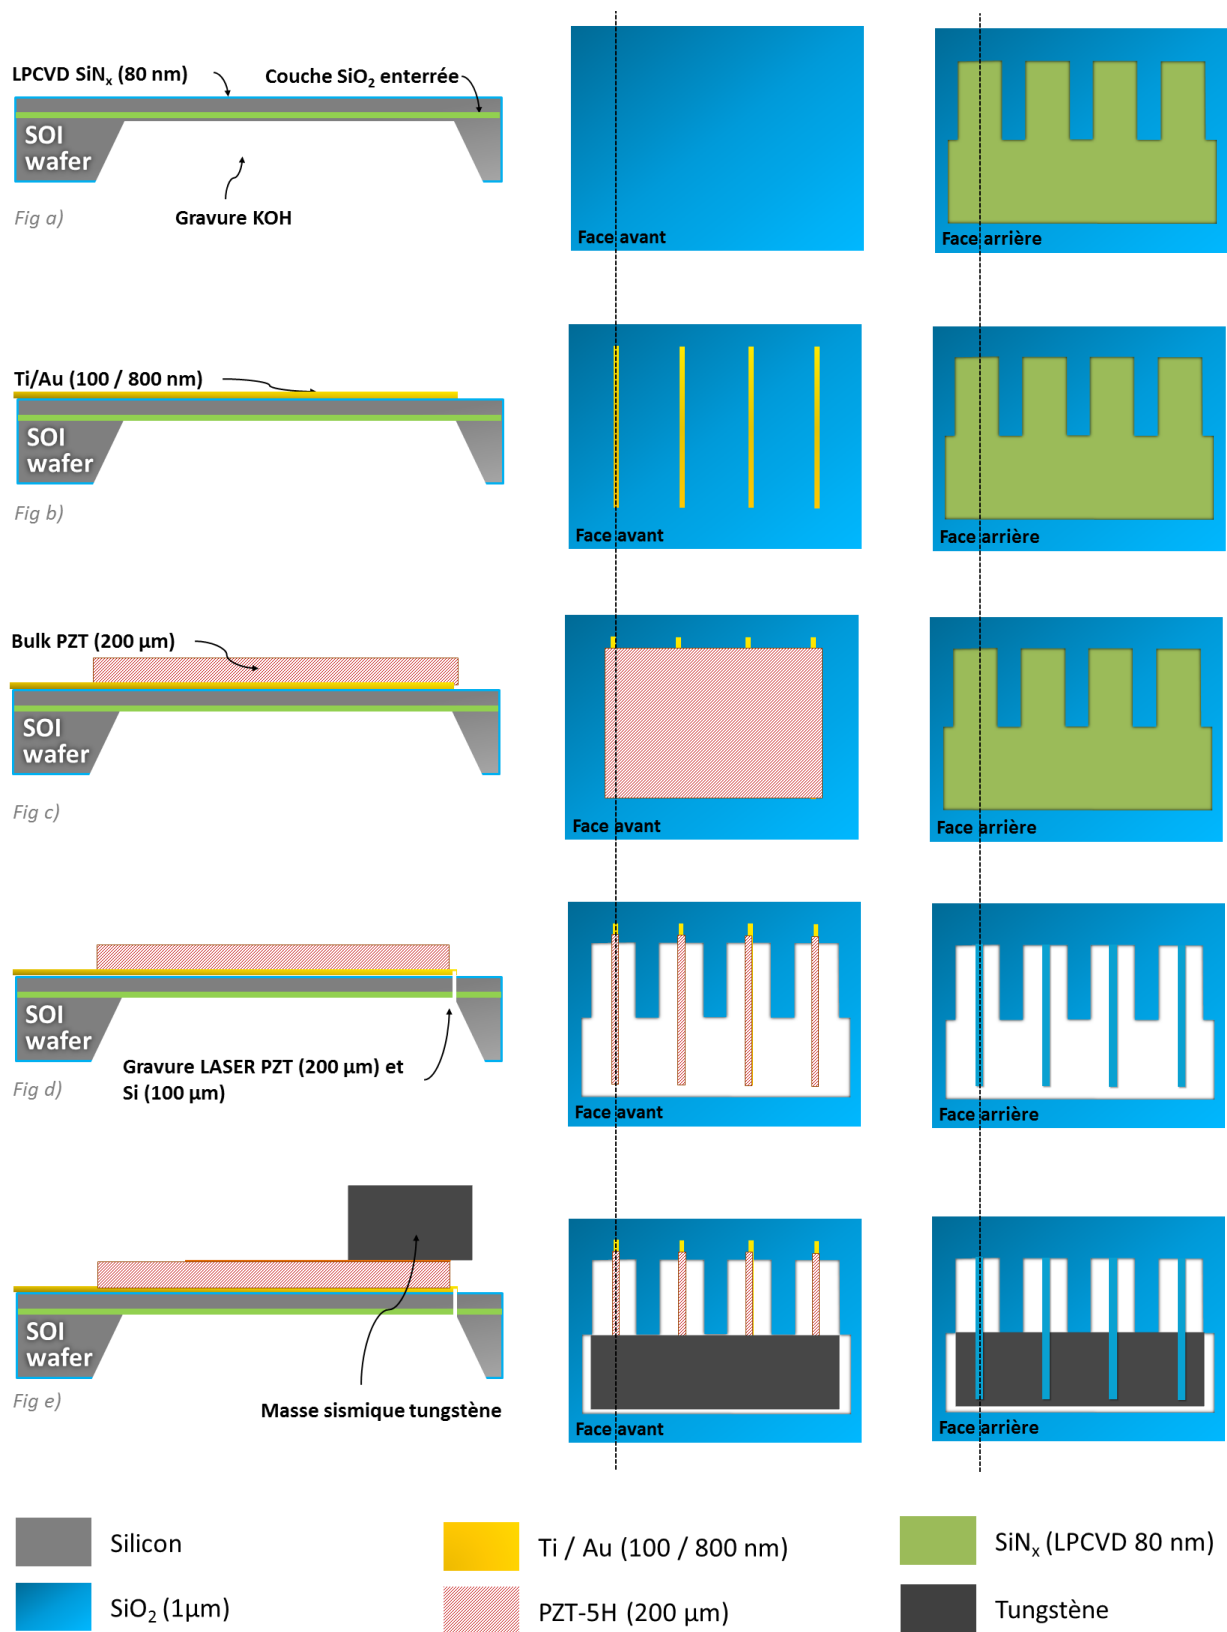 LPCVD SiNₓ (80 nm)
Couche SiO₂ enterrée
SOI
wafer
Gravure KOH
Fig a)
Face avant
Face arrière
Ti/Au (100 / 800 nm)
SOI
wafer
Fig b)
Face avant
Face arrière
Bulk PZT (200 µm)
SOI
wafer
Fig c)
Face avant
Face arrière
SOI
wafer
Gravure LASER PZT (200 µm) et
Si (100 µm)
Fig d)
Face avant
Face arrière
SOI
wafer
Fig e)
Masse sismique tungstène
Face avant
Face arrière
Silicon
Ti / Au (100 / 800 nm)
SiNₓ (LPCVD 80 nm)
SiO₂ (1µm)
PZT-5H (200 µm)
Tungstène